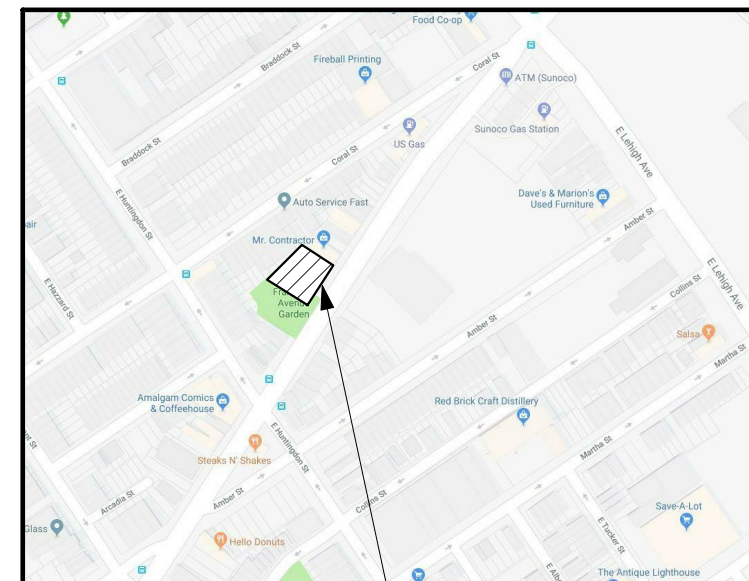 Food Co-op
Braddock St
Fireball Printing
Coral St
ATM (Sunoco)
US Gas
Sunoco Gas Station
E Lehigh Ave
Braddock St
Coral St
E Huntingdon St
Auto Service Fast
Dave's & Marion's
Used Furniture
Amber St
air
Mr. Contractor
E Hazzard St
E Lehigh Ave
Collins St
Avenue
Garden
Amber St
Salsa
Martha St
Amalgam Comics
& Coffeehouse
Red Brick Craft Distillery
E Huntingdon St
Steaks N' Shakes
Martha St
Collins St
Amber St
Arcadia St
Save-A-Lot
Glass
E Tucker St
Hello Donuts
The Antique Lighthouse